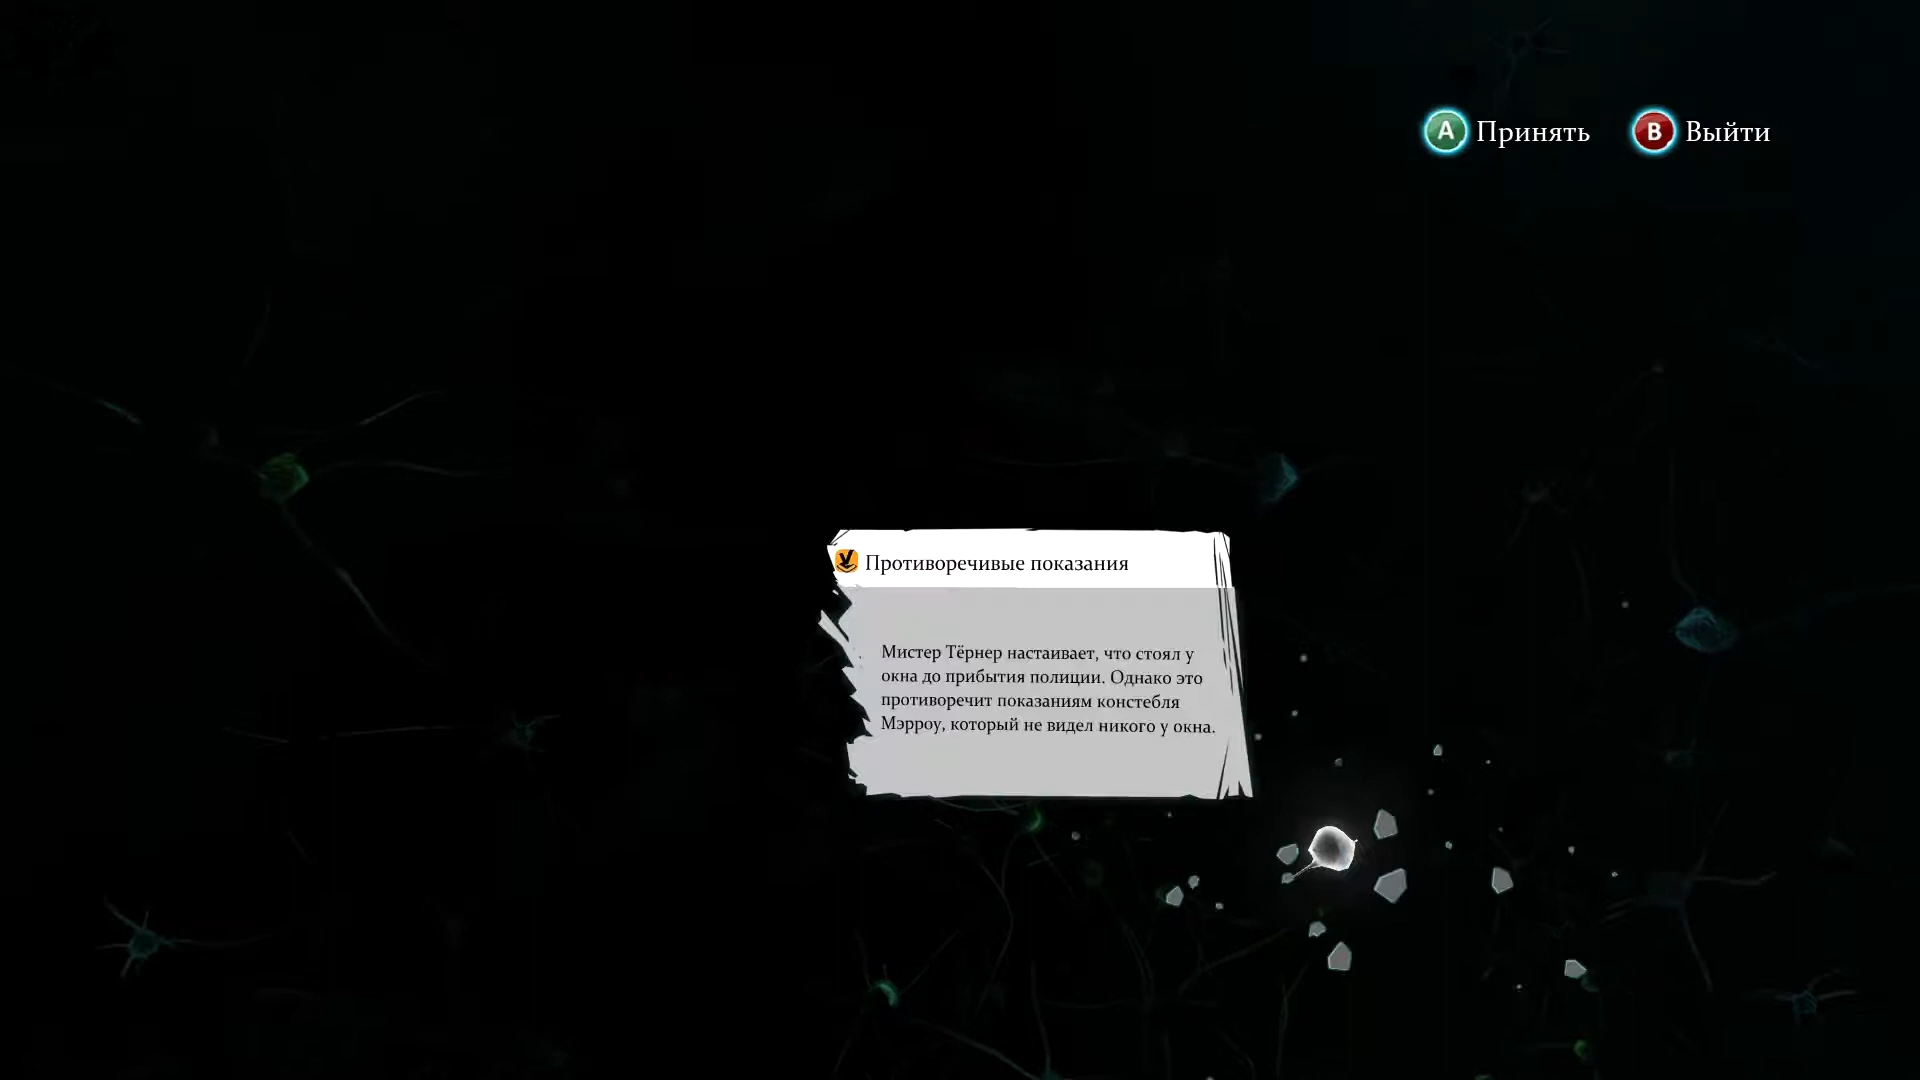 A Принять B Выйти
Противоречивые показания
Мистер Тёрнер настаивает, что стоял у
окна до прибытия полиции. Однако это
противоречит показаниям констебля
Мэрроу, который не видел никого у окна.